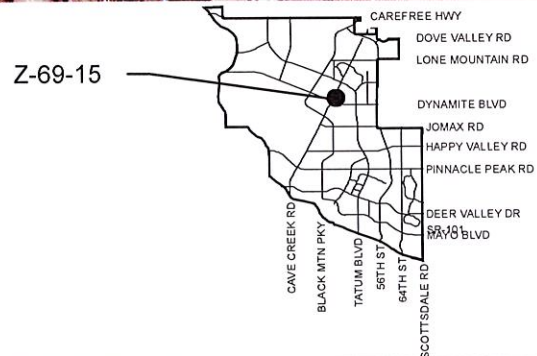 CAREFREE HWY
DOVE VALLEY RD
LONE MOUNTAIN RD
Z-69-15
DYNAMITE BLVD
JOMAX RD
HAPPY VALLEY RD
PINNACLE PEAK RD
DEER VALLEY DR
SR-101
MAYO BLVD
CAVE CREEK RD
BLACK MTN PKY
TATUM BLVD
56TH ST
64TH ST
SCOTTSDALE RD